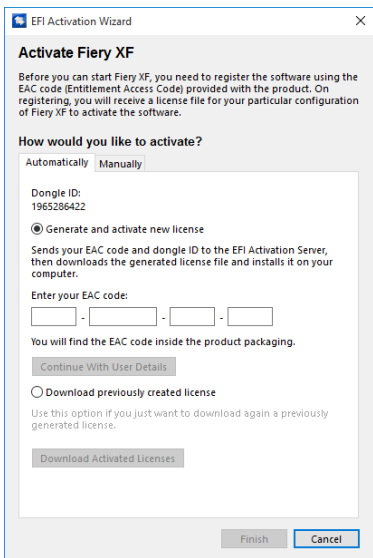 EFI Activation Wizard
Activate Fiery XF
Before you can start Fiery XF, you need to register the software using the
EAC code (Entitlement Access Code) provided with the product. On
registering, you will receive a license file for your particular configuration
of Fiery XF to activate the software.
How would you like to activate?
Automatically Manually
Dongle ID:
1965286422
Generate and activate new license
Sends your EAC code and dongle ID to the EFI Activation Server,
then downloads the generated license file and installs it on your
computer.
Enter your EAC code:
- - -
You will find the EAC code inside the product packaging.
Continue With User Details
Download previously created license
Use this option if you just want to download again a previously
generated license.
Download Activated Licenses
Finish Cancel